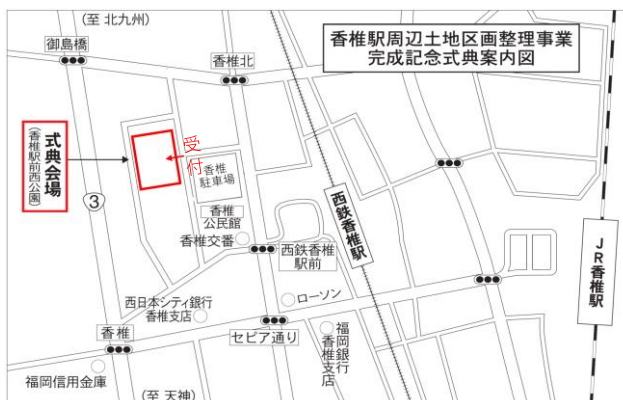 (至 北九州)
香椎駅周辺土地区画整理事業
完成記念式典案内図
御島橋
香椎北
式典会場
(香椎駅前西公園)
受付
香椎
駐車場
3
香椎
公民館
香椎交番
西鉄香椎
駅前
西鉄香椎駅
JR香椎駅
西日本シティ銀行
香椎支店
ローソン
香椎
セピア通り
福岡銀行
香椎支店
福岡信用金庫
(至 天神)